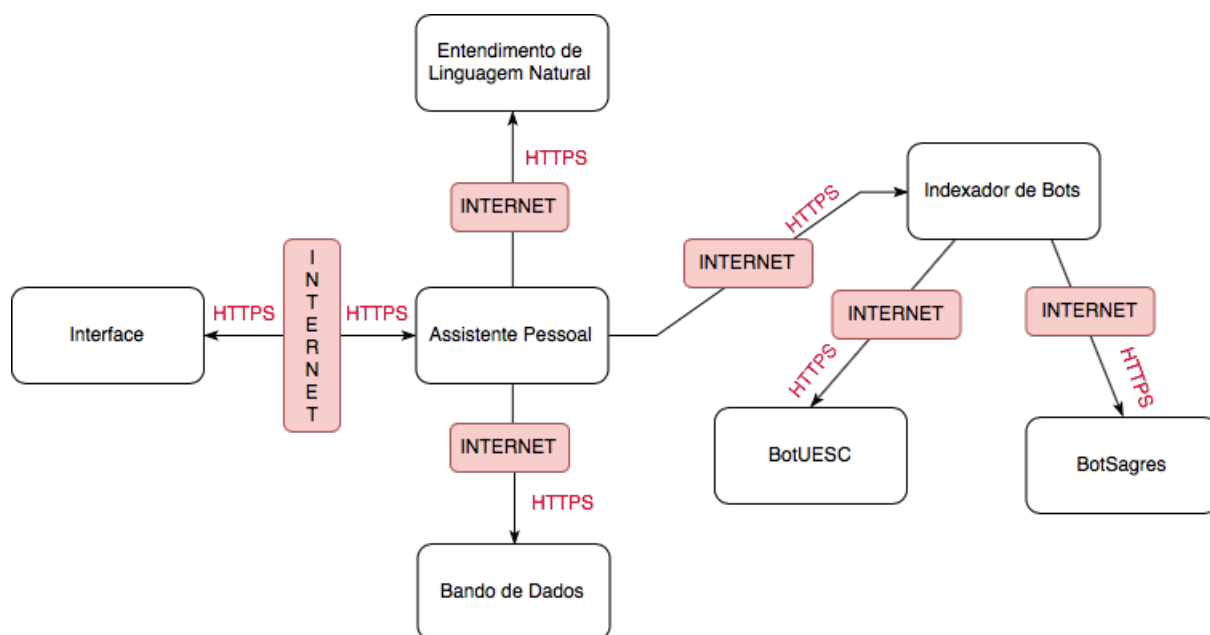 Entendimento de
Linguagem Natural
HTTPS
INTERNET
HTTPS
Indexador de Bots
INTERNET
I
N
T
E
R
N
E
T
HTTPS
HTTPS
Interface
Assistente Pessoal
INTERNET
INTERNET
HTTPS
HTTPS
INTERNET
HTTPS
BotUESC
BotSagres
Bando de Dados